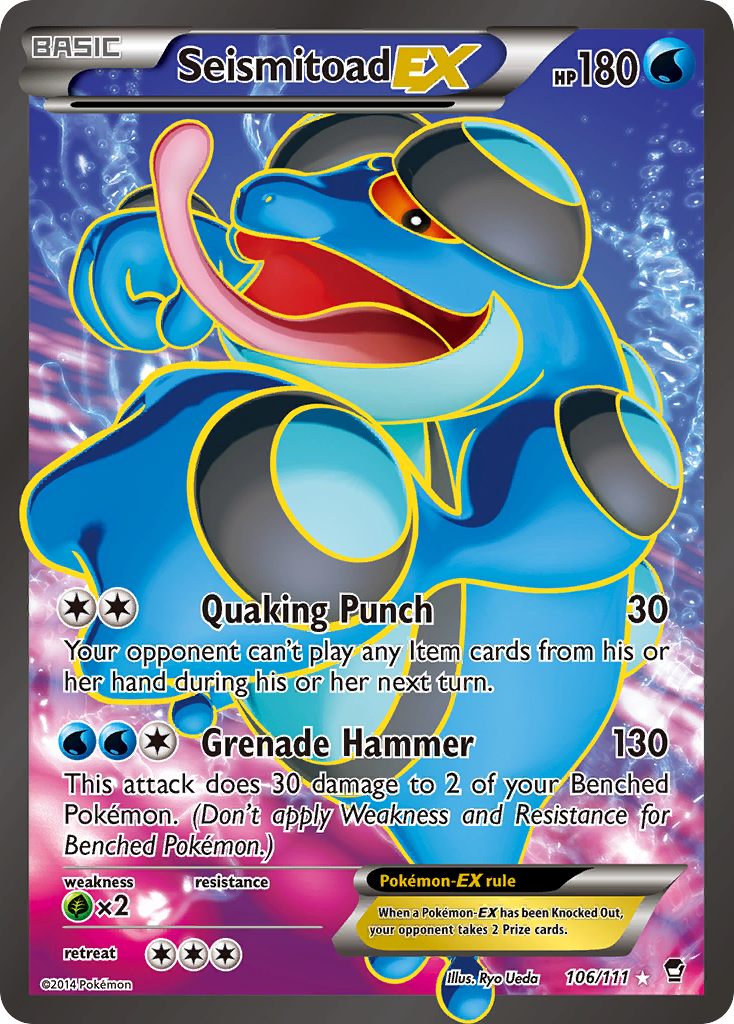 BASIC
Seismitoad EX
HP 180
Quaking Punch 30
Your opponent can't play any Item cards from his or
her hand during his or her next turn.
Grenade Hammer 130
This attack does 30 damage to 2 of your Benched
Pokémon. (Don't apply Weakness and Resistance for
Benched Pokémon.)
weakness resistance
×2
Pokémon-EX rule
When a Pokémon-EX has been Knocked Out,
your opponent takes 2 Prize cards.
retreat
©2014 Pokémon
Illus. Ryo Ueda 106/111